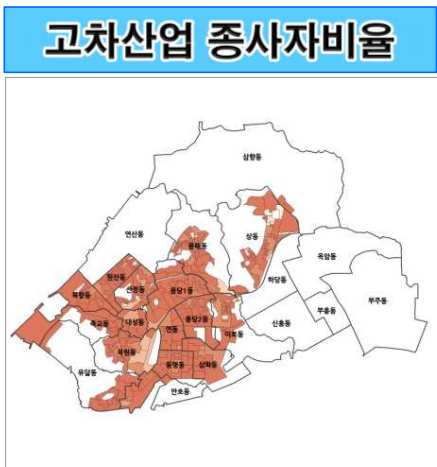 고차산업 종사자비율
삼향동
연산동
상동
용해동
옥암동
원산동
하당동
산정동
북항동
용당1동
부주동
죽교동
대성동
용당2동
부흥동
연동
신흥동
이로동
목원동
유달동
동명동
삼학동
만호동